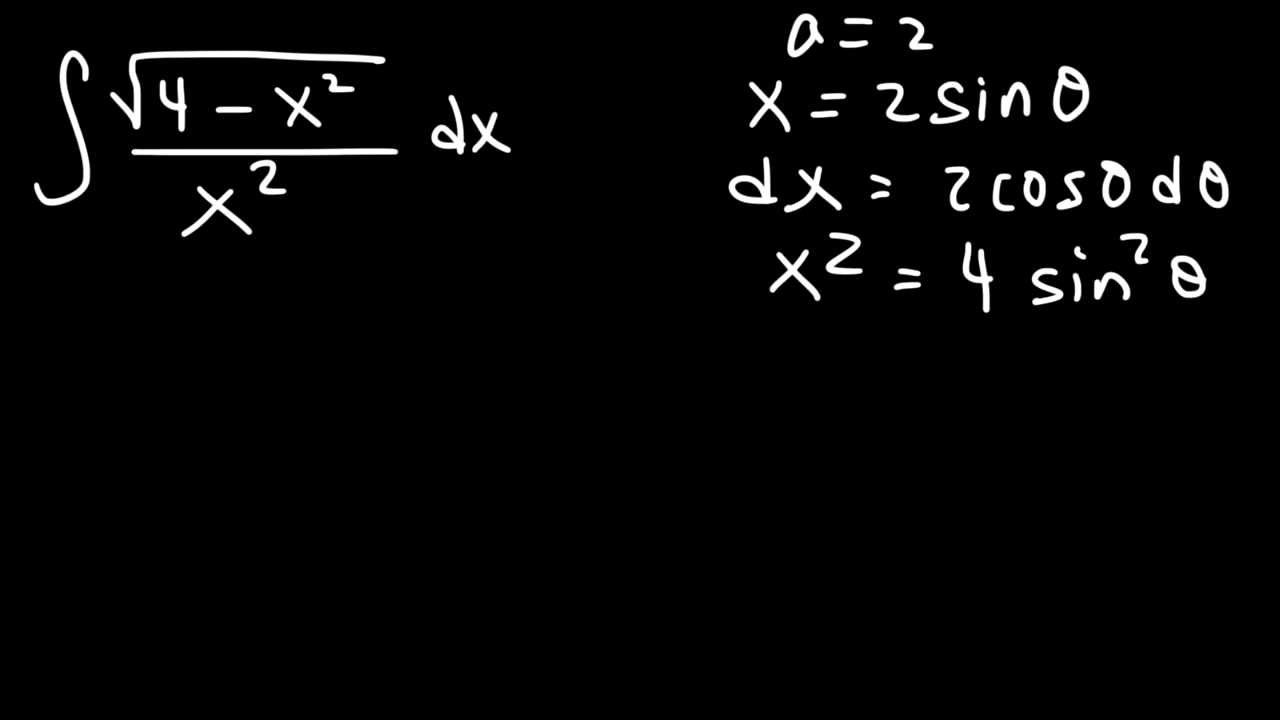 ∫ √(4 - x²) / x² dx
a = 2
x = 2 sin θ
dx = 2 cos θ dθ
x² = 4 sin² θ